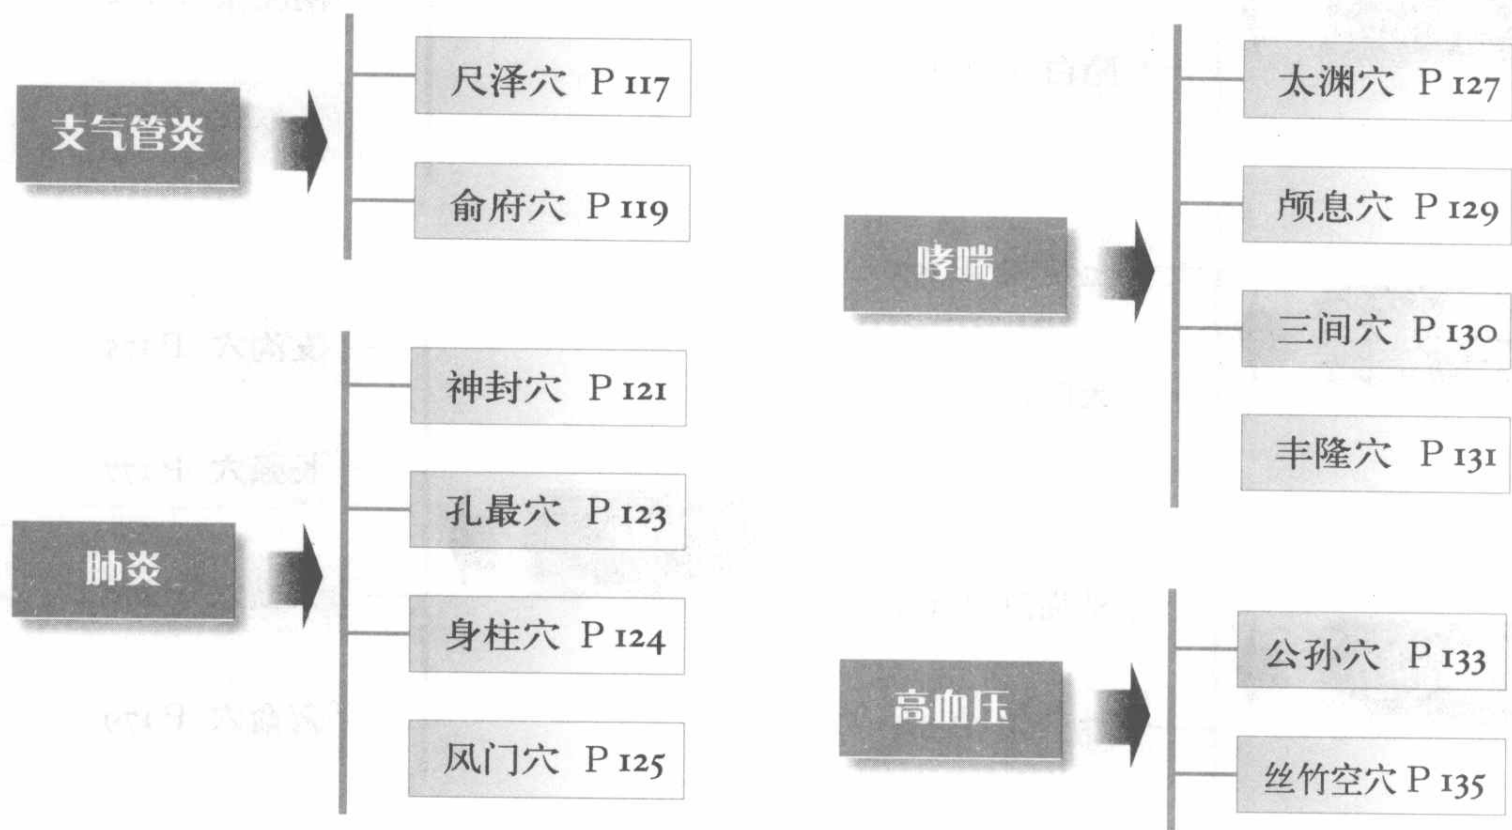 支气管炎
尺泽穴 P 117
俞府穴 P 119
肺炎
神封穴 P 121
孔最穴 P 123
身柱穴 P 124
风门穴 P 125
哮喘
太渊穴 P 127
颅息穴 P 129
三间穴 P 130
丰隆穴 P 131
高血压
公孙穴 P 133
丝竹空穴 P 135